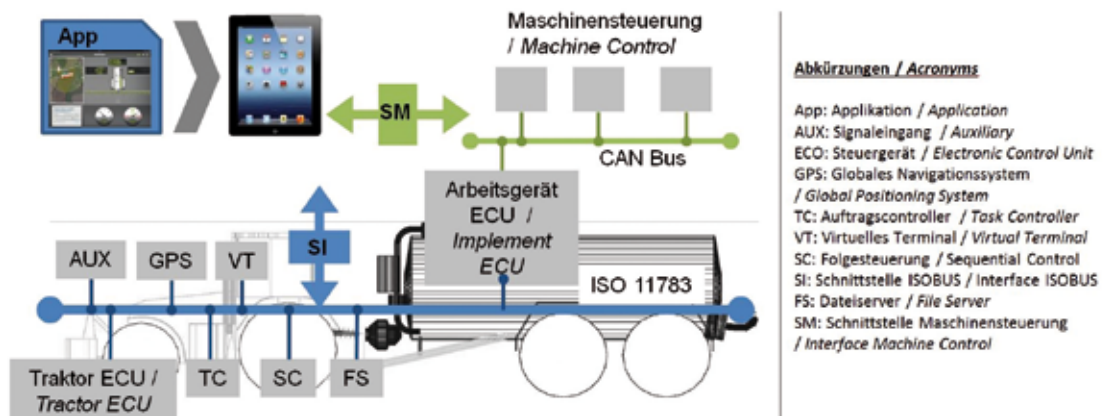 App
Maschinensteuerung
/ Machine Control
SM
CAN Bus
Arbeitsgerät
ECU /
Implement
ECU
SI
AUX
GPS
VT
ISO 11783
Traktor ECU /
Tractor ECU
TC
SC
FS
Abkürzungen / Acronyms
App: Applikation / Application
AUX: Signaleingang / Auxiliary
ECO: Steuergerät / Electronic Control Unit
GPS: Globales Navigationssystem
/ Global Positioning System
TC: Auftragscontroller / Task Controller
VT: Virtuelles Terminal / Virtual Terminal
SC: Folgesteuerung / Sequential Control
SI: Schnittstelle ISOBUS / Interface ISOBUS
FS: Dateiserver / File Server
SM: Schnittstelle Maschinensteuerung
/ Interface Machine Control